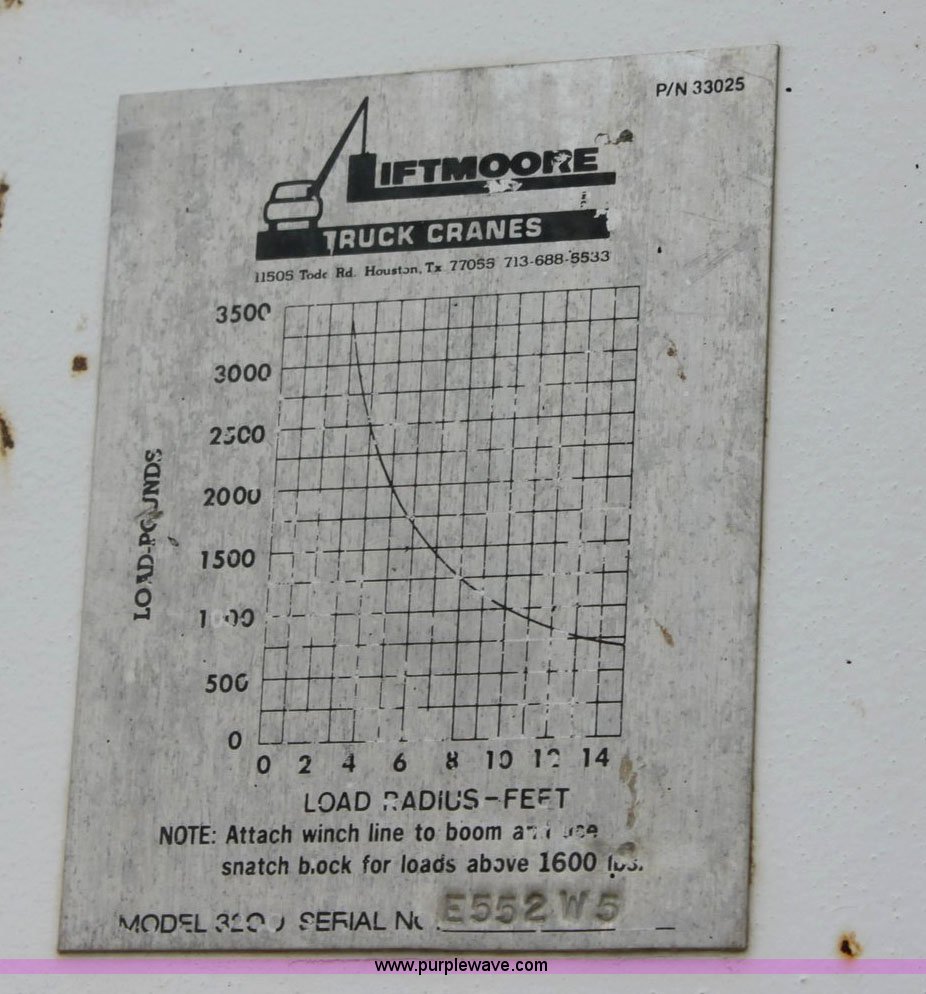 P/N 33025
LIFTMOORE
TRUCK CRANES
11505 Todd Rd. Houston, Tx 77055 713-688-5533
3500
3000
2500
2000
1500
1000
500
0
LOAD-POUNDS
0 2 4 6 8 10 12 14
LOAD RADIUS-FEET
NOTE: Attach winch line to boom and use
snatch block for loads above 1600 lbs.
MODEL 3200 SERIAL No. E552W5
www.purplewave.com